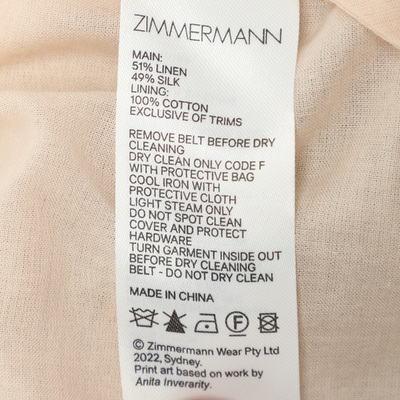 ZIMMERMANN
MAIN:
51% LINEN
49% SILK
LINING:
100% COTTON
EXCLUSIVE OF TRIMS
REMOVE BELT BEFORE DRY
CLEANING
DRY CLEAN ONLY CODE F
WITH PROTECTIVE BAG
COOL IRON WITH
PROTECTIVE CLOTH
LIGHT STEAM ONLY
DO NOT SPOT CLEAN
COVER AND PROTECT
HARDWARE
TURN GARMENT INSIDE OUT
BEFORE DRY CLEANING
BELT - DO NOT DRY CLEAN
MADE IN CHINA
F
© Zimmermann Wear Pty Ltd
2022, Sydney.
Print art based on work by
Anita Inverarity.